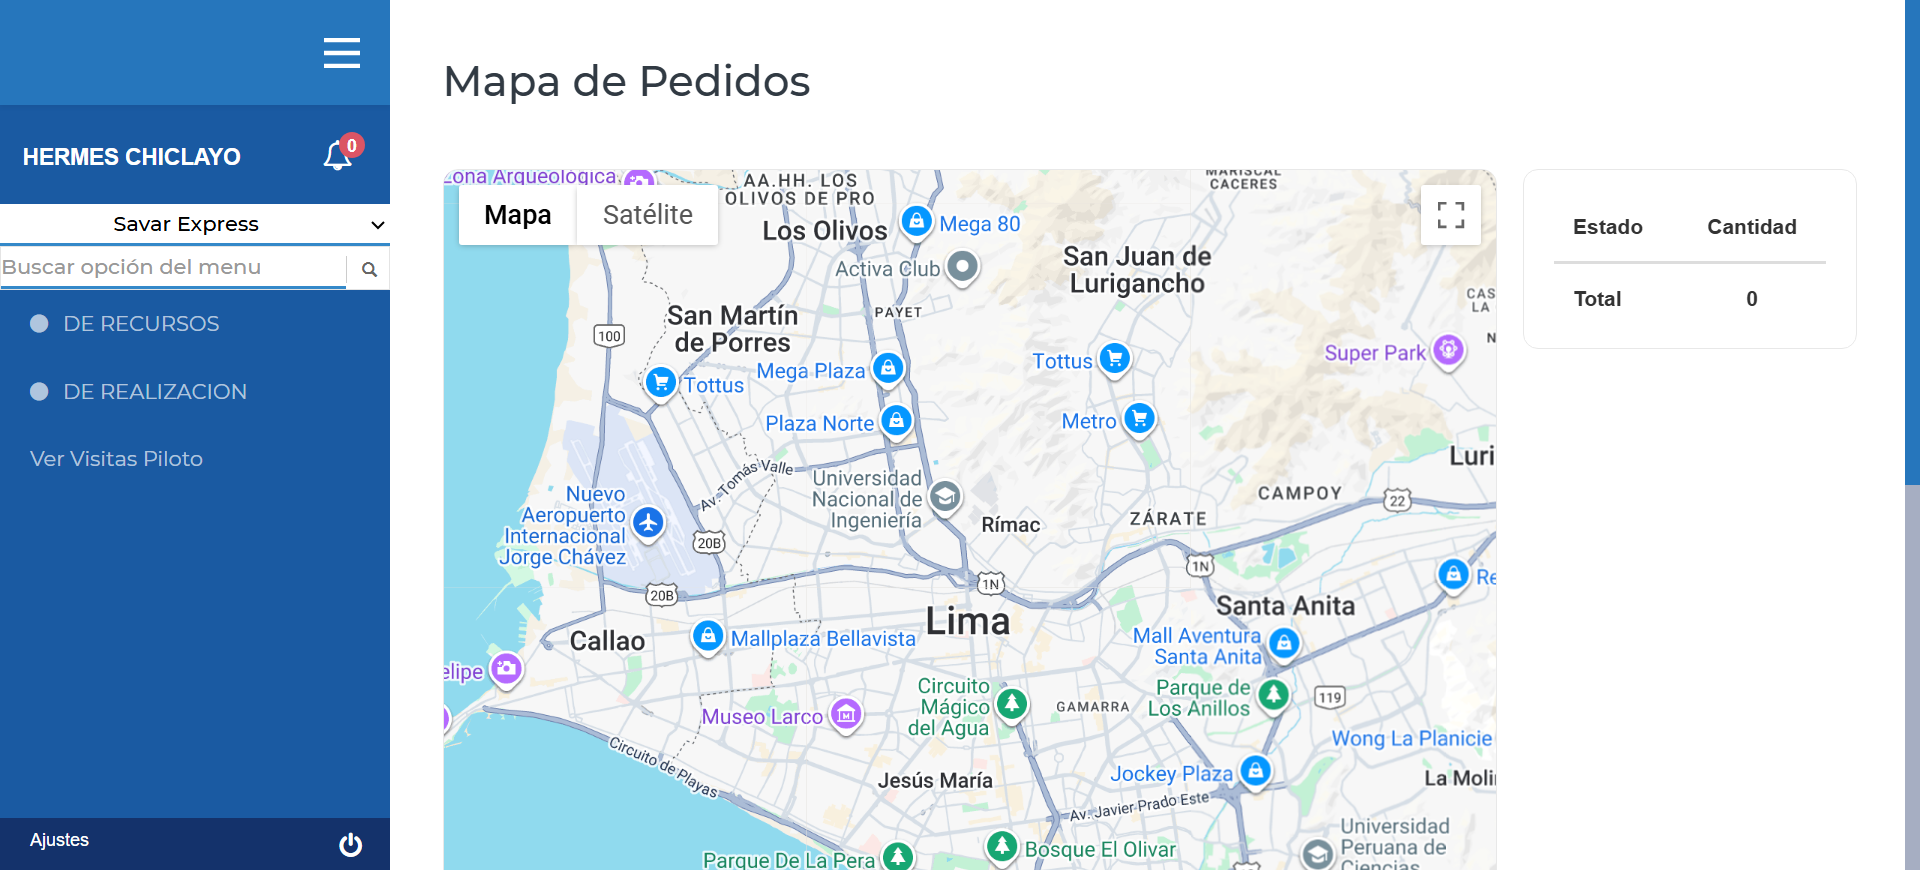 HERMES CHICLAYO
0
Savar Express
Buscar opción del menu
DE RECURSOS
DE REALIZACION
Ver Visitas Piloto
Ajustes
Mapa de Pedidos
Mapa
Satélite
Zona Arqueológica
AA.HH. LOS
OLIVOS DE PRO
MARISCAL
CACERES
Los Olivos
Mega 80
Activa Club
San Juan de
Lurigancho
PAYET
San Martín
de Porres
100
Mega Plaza
Tottus
Tottus
Super Park
CAS
LA
N
Plaza Norte
Metro
Luri
Av. Tomás Valle
Universidad
Nacional de
Ingeniería
CAMPOY
22
Nuevo
Aeropuerto
Internacional
Jorge Chávez
20B
Rímac
ZÁRATE
1N
1N
20B
Re
Lima
Santa Anita
Callao
Mallplaza Bellavista
Mall Aventura
Santa Anita
elipe
Circuito
Mágico
del Agua
GAMARRA
Parque de
Los Anillos
119
Museo Larco
Wong La Planicie
Circuito de Playas
Jesús María
Jockey Plaza
La Moli
Av. Javier Prado Este
Universidad
Peruana de
Ciencias
Parque De La Pera
Bosque El Olivar
Estado
Cantidad
Total
0